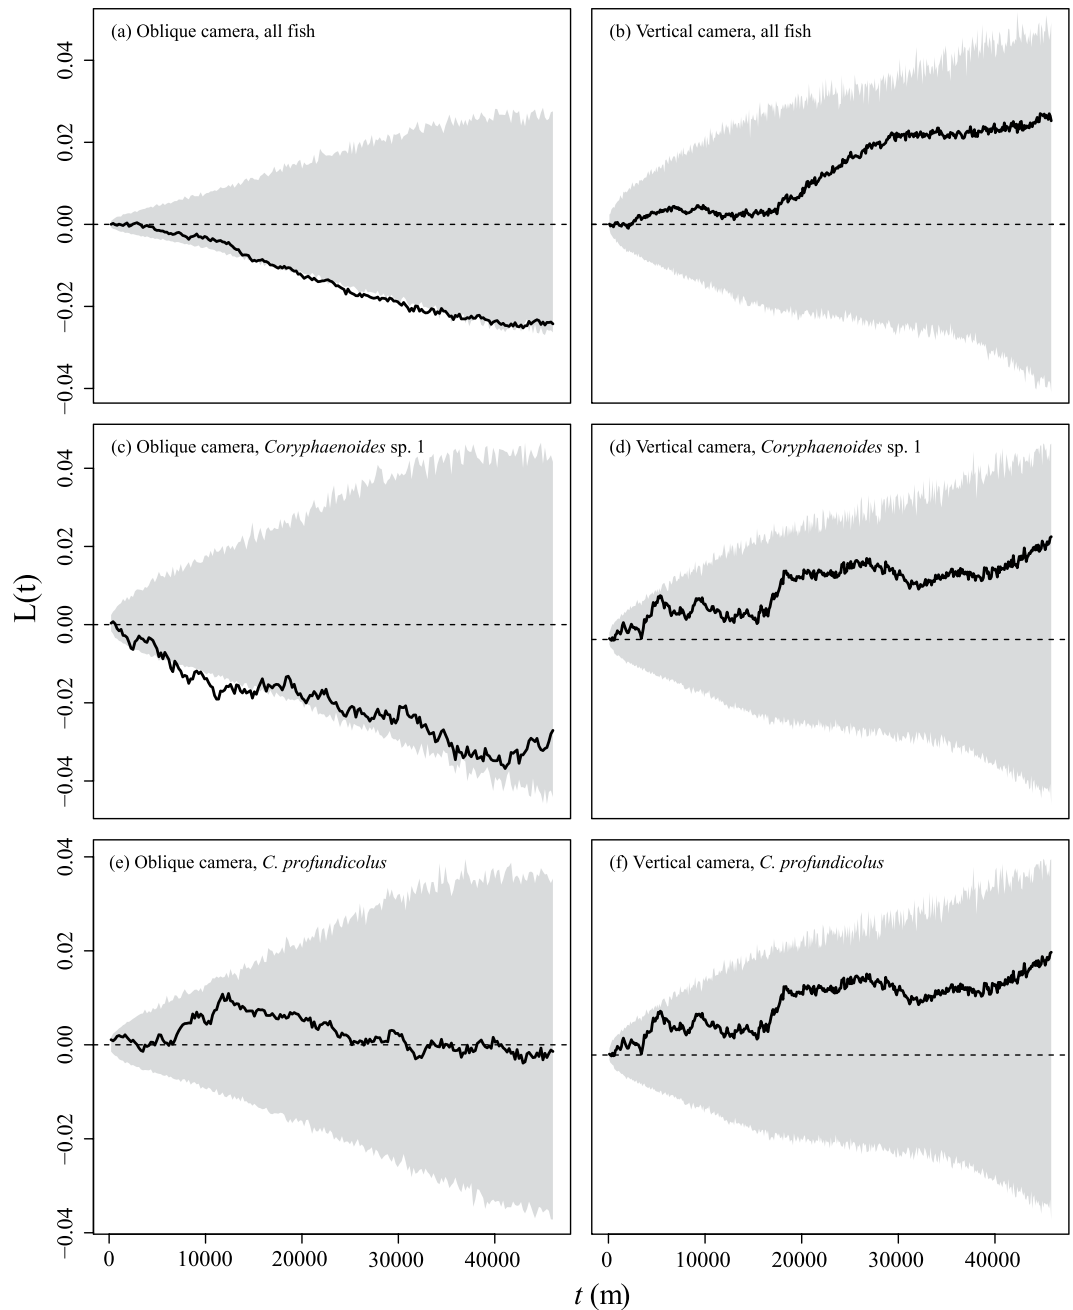 (a) Oblique camera, all fish
(b) Vertical camera, all fish
0.04
0.02
0.00
−0.02
−0.04
(c) Oblique camera, Coryphaenoides sp. 1
(d) Vertical camera, Coryphaenoides sp. 1
0.04
0.02
0.00
−0.02
−0.04
L(t)
(e) Oblique camera, C. profundicolus
(f) Vertical camera, C. profundicolus
0.04
0.02
0.00
−0.02
−0.04
0 10000 20000 30000 40000
0 10000 20000 30000 40000
t (m)